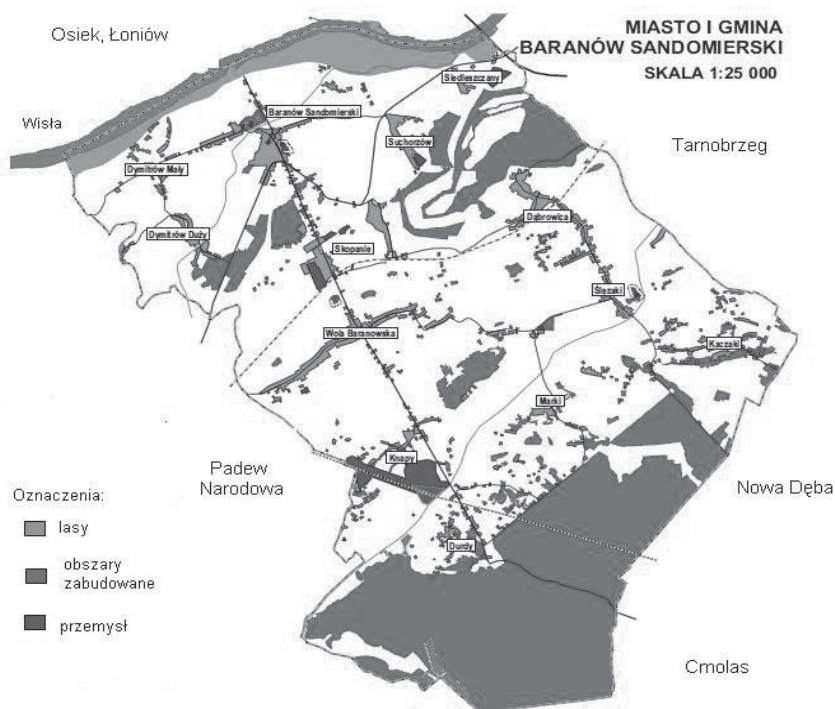 MIASTO I GMINA
BARANÓW SANDOMIERSKI
SKALA 1:25 000
Osiek, Łoniów
Wisła
Tarnobrzeg
Siedleszczany
Baranów Sandomierski
Suchorzów
Dymitrów Mały
Dąbrowica
Dymitrów Duży
Skopanie
Ślęzaki
Wola Baranowska
Kaczaki
Marki
Knapy
Padew
Narodowa
Nowa Dęba
Durdy
Cmolas
Oznaczenia:
lasy
obszary
zabudowane
przemysł